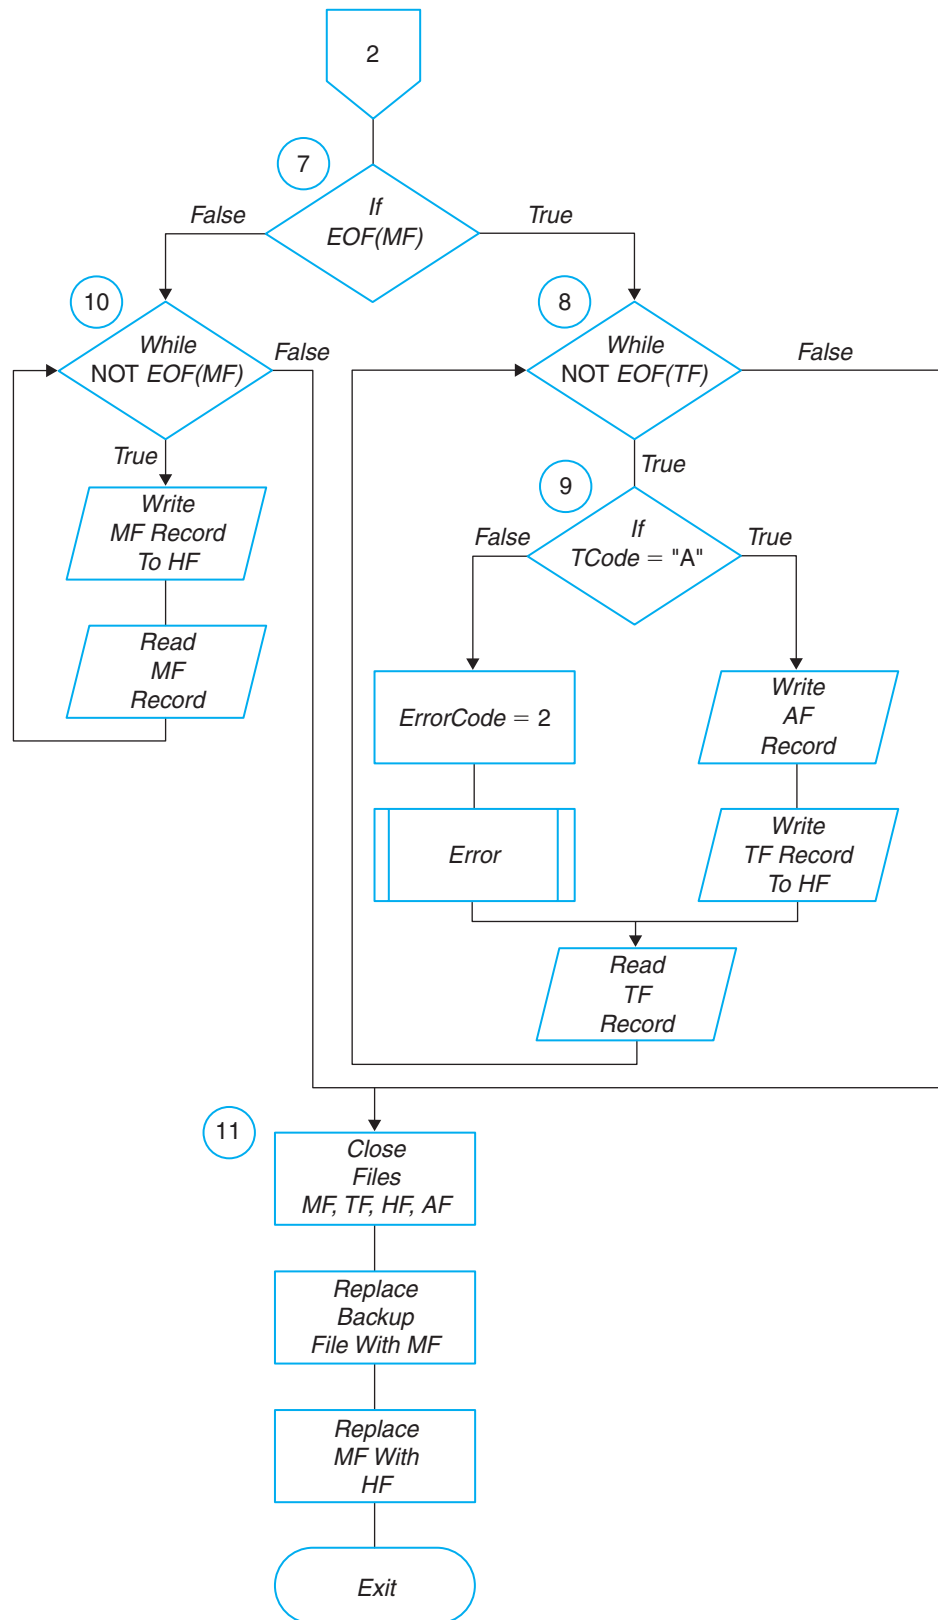 2
7
If
EOF(MF)
False
True
10
While
NOT EOF(MF)
False
True
Write
MF Record
To HF
Read
MF
Record
8
While
NOT EOF(TF)
False
True
9
If
TCode = "A"
False
True
ErrorCode = 2
Error
Write
AF
Record
Write
TF Record
To HF
Read
TF
Record
11
Close
Files
MF, TF, HF, AF
Replace
Backup
File With MF
Replace
MF With
HF
Exit